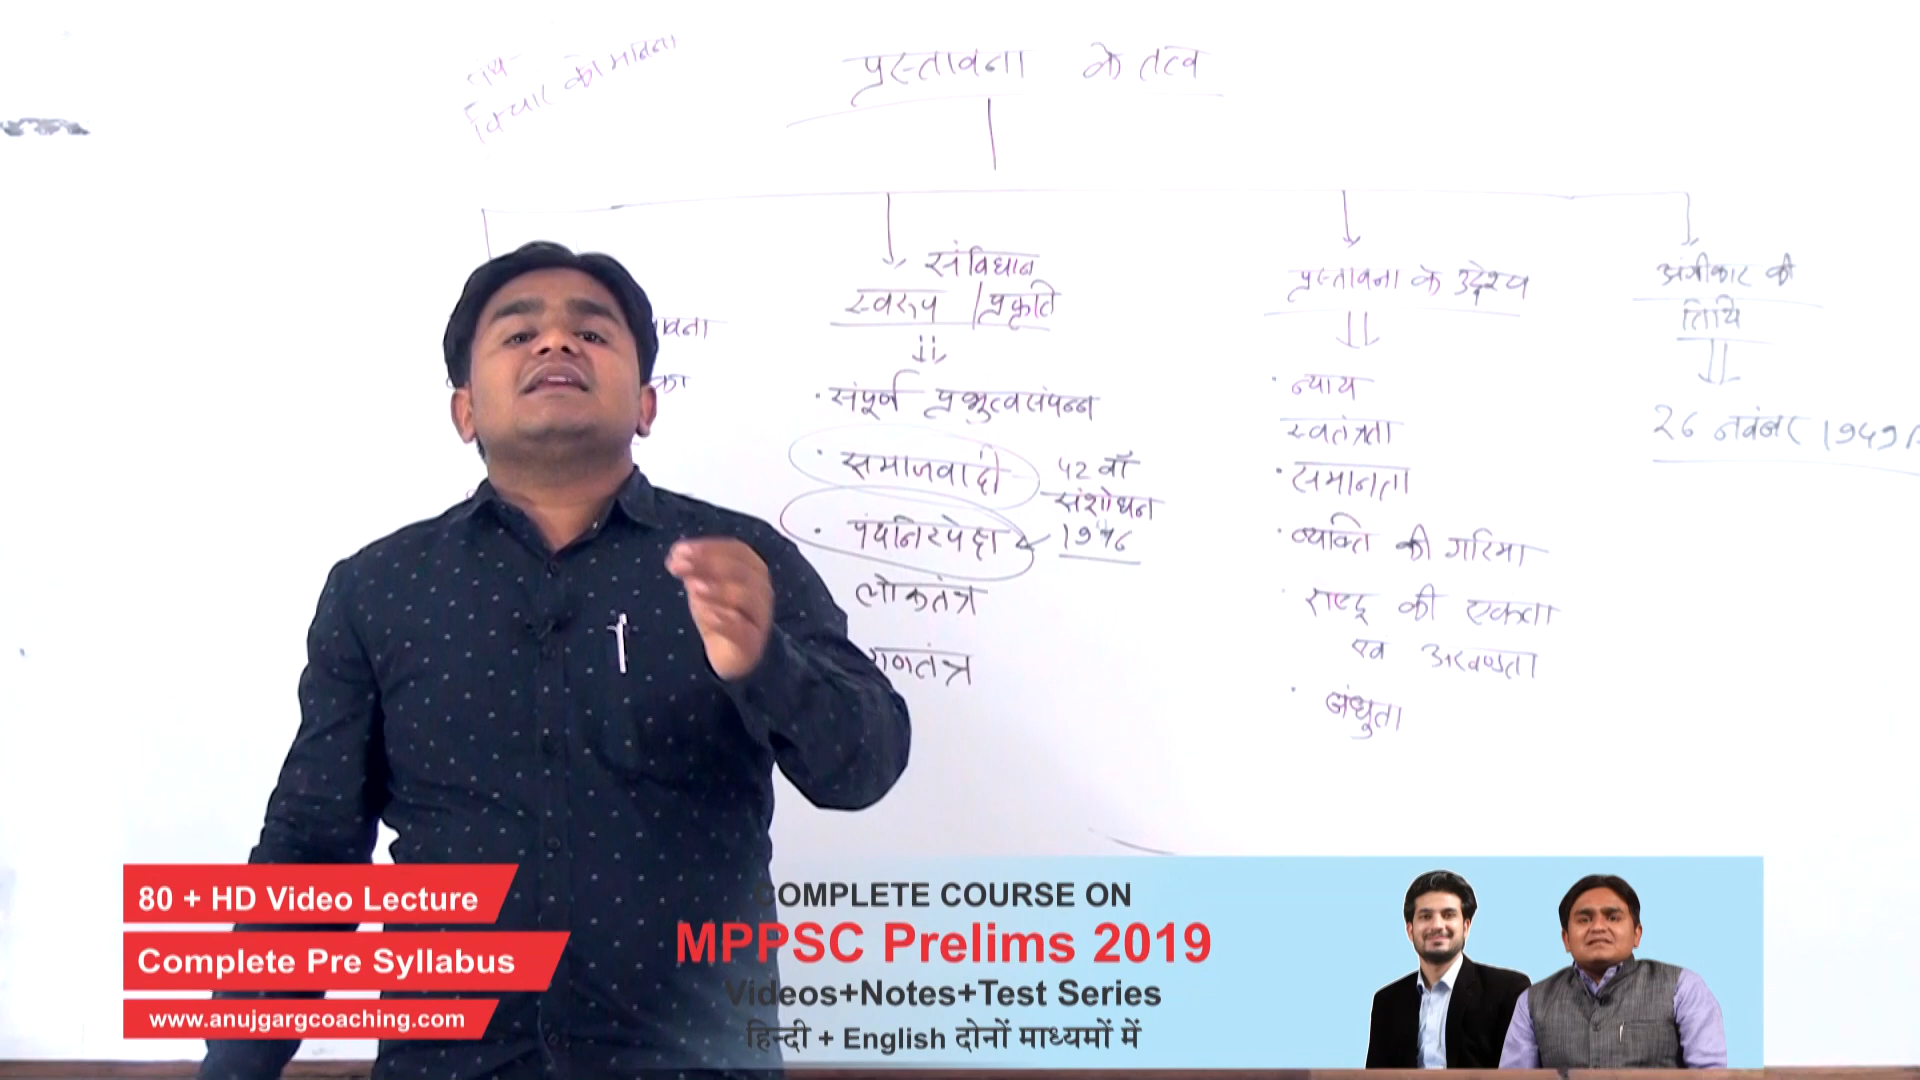 विचार को मानना
प्रस्तावना के तत्व
संविधान
स्वरूप / प्रकृति
संपूर्ण प्रभुत्वसंपन्न
समाजवादी
42 वाँ
संशोधन
पंथनिरपेक्ष
1976
लोकतंत्र
गणतंत्र
प्रस्तावना के उद्देश्य
न्याय
स्वतंत्रता
समानता
व्यक्ति की गरिमा
राष्ट्र की एकता
एव अखण्डता
बंधुता
अंगीकार की
तिथि
26 नवंबर 1949
80 + HD Video Lecture
Complete Pre Syllabus
www.anujgargcoaching.com
COMPLETE COURSE ON
MPPSC Prelims 2019
Videos+Notes+Test Series
हिन्दी + English दोनों माध्यमों में